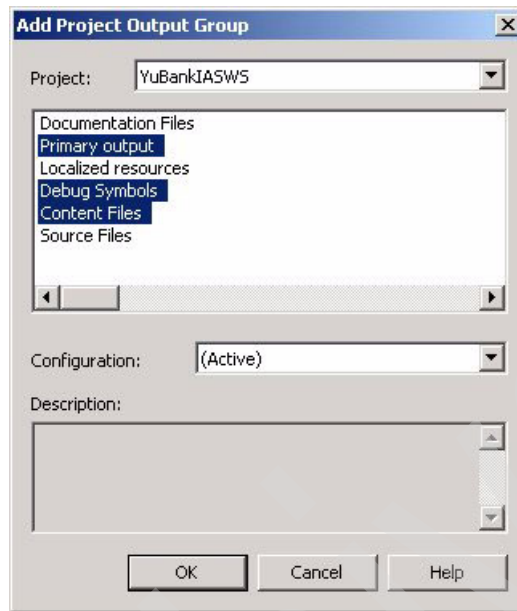 Add Project Output Group
Project: YuBankIASWS
Documentation Files
Primary output
Localized resources
Debug Symbols
Content Files
Source Files
Configuration: (Active)
Description:
OK Cancel Help